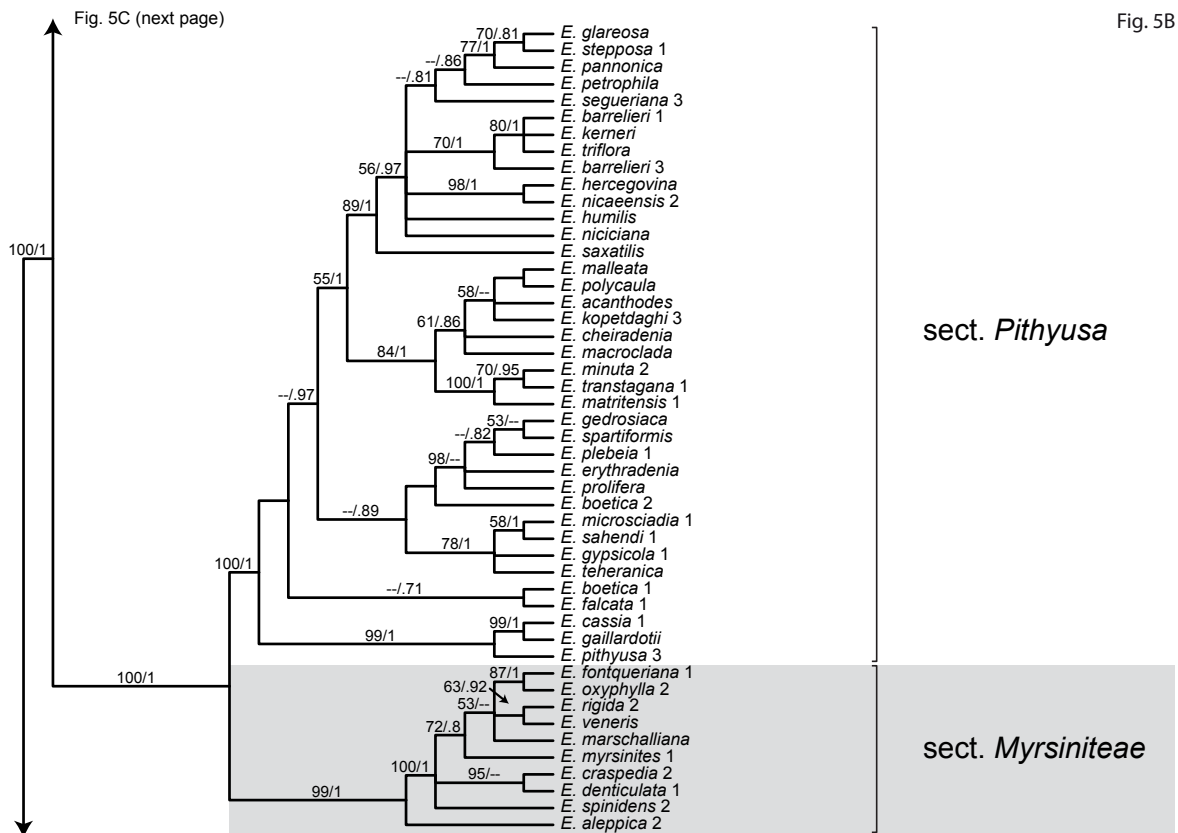 Fig. 5C (next page)
Fig. 5B
70/.81
E. glareosa
77/1
E. stepposa 1
--/.86
E. pannonica
--/.81
E. petrophila
E. segueriana 3
E. barrelieri 1
80/1
E. kerneri
70/1
E. triflora
56/.97
E. barrelieri 3
98/1
E. hercegovina
E. nicaeensis 2
89/1
E. humilis
E. niciciana
100/1
E. saxatilis
E. malleata
55/1
E. polycaula
58/--
E. acanthodes
E. kopetdaghi 3
61/.86
E. cheiradenia
sect. Pithyusa
84/1
E. macroclada
70/.95
E. minuta 2
100/1
E. transtagana 1
--/.97
E. matritensis 1
53/--
E. gedrosiaca
--/.82
E. spartiformis
E. plebeia 1
98/--
E. erythradenia
E. prolifera
E. boetica 2
--/.89
58/1
E. microsciadia 1
E. sahendi 1
78/1
E. gypsicola 1
100/1
E. teheranica
--/.71
E. boetica 1
E. falcata 1
99/1
E. cassia 1
99/1
E. gaillardotii
E. pithyusa 3
100/1
87/1
E. fontqueriana 1
63/.92
E. oxyphylla 2
53/--
E. rigida 2
E. veneris
72/.8
E. marschalliana
sect. Myrsiniteae
E. myrsinites 1
100/1
95/--
E. craspedia 2
99/1
E. denticulata 1
E. spinidens 2
E. aleppica 2